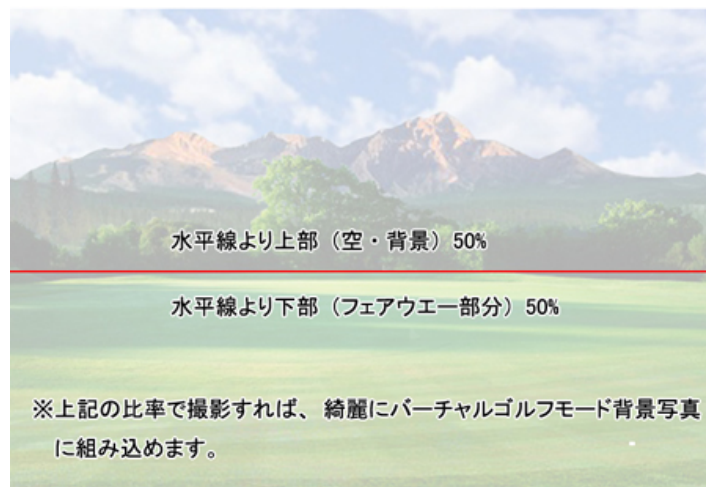 水平線より上部（空・背景）50%
水平線より下部（フェアウエー部分）50%
※上記の比率で撮影すれば、綺麗にバーチャルゴルフモード背景写真
に組み込めます。